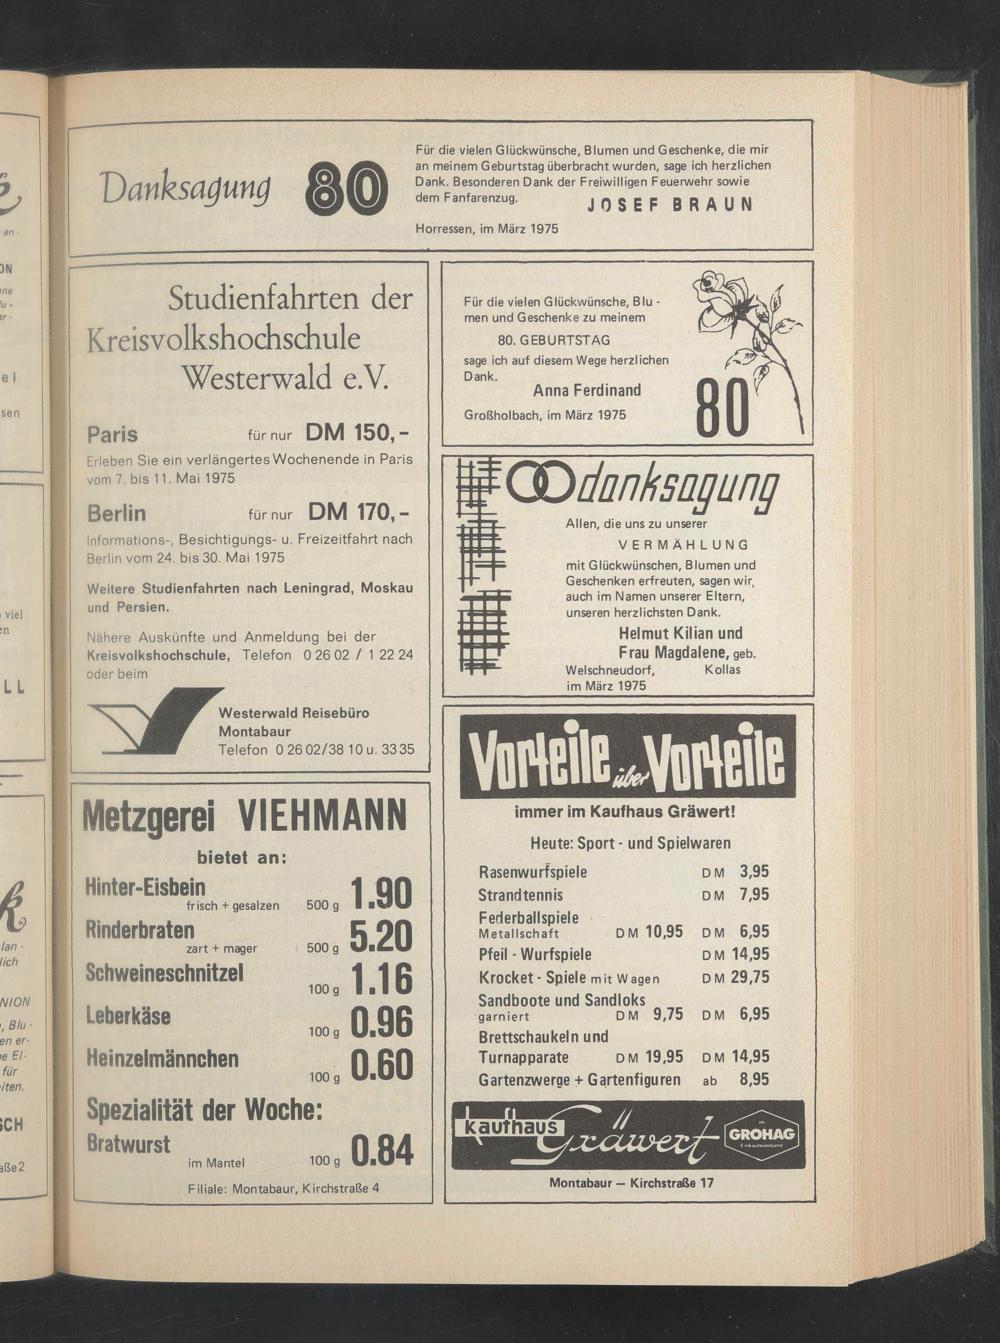 Danksagung 80
Für die vielen Glückwünsche, Blumen und Geschenke, die mir
an meinem Geburtstag überbracht wurden, sage ich herzlichen
Dank. Besonderen Dank der Freiwilligen Feuerwehr sowie
dem Fanfarenzug.
JOSEF BRAUN
Horressen, im März 1975
Studienfahrten der
Kreisvolkshochschule
Westerwald e.V.
Paris für nur DM 150,-
Erleben Sie ein verlängertes Wochenende in Paris
vom 7. bis 11. Mai 1975
Berlin für nur DM 170,-
Informations-, Besichtigungs- u. Freizeitfahrt nach
Berlin vom 24. bis 30. Mai 1975
Weitere Studienfahrten nach Leningrad, Moskau
und Persien.
Nähere Auskünfte und Anmeldung bei der
Kreisvolkshochschule, Telefon 0 26 02 / 1 22 24
oder beim
Westerwald Reisebüro
Montabaur
Telefon 0 26 02/38 10 u. 33 35
Metzgerei VIEHMANN
bietet an:
Hinter-Eisbein
frisch + gesalzen 500 g 1.90
Rinderbraten
zart + mager 500 g 5.20
Schweineschnitzel
100 g 1.16
Leberkäse
100 g 0.96
Heinzelmännchen
100 g 0.60
Spezialität der Woche:
Bratwurst
im Mantel 100 g 0.84
Filiale: Montabaur, Kirchstraße 4
Für die vielen Glückwünsche, Blu-
men und Geschenke zu meinem
80. GEBURTSTAG
sage ich auf diesem Wege herzlichen
Dank.
Anna Ferdinand
Großholbach, im März 1975
80
danksagung
Allen, die uns zu unserer
VERMÄHLUNG
mit Glückwünschen, Blumen und
Geschenken erfreuten, sagen wir,
auch im Namen unserer Eltern,
unseren herzlichsten Dank.
Helmut Kilian und
Frau Magdalene, geb.
Welschneudorf, Kollas
im März 1975
Vorteile über Vorteile
immer im Kaufhaus Gräwert!
Heute: Sport - und Spielwaren
Rasenwurfspiele DM 3,95
Strandtennis DM 7,95
Federballspiele
Metallschaft DM 10,95 DM 6,95
Pfeil - Wurfspiele DM 14,95
Krocket - Spiele mit Wagen DM 29,75
Sandboote und Sandloks
garniert DM 9,75 DM 6,95
Brettschaukeln und
Turnapparate DM 19,95 DM 14,95
Gartenzwerge + Gartenfiguren ab 8,95
kaufhaus Gräwert GROHAG
Montabaur — Kirchstraße 17